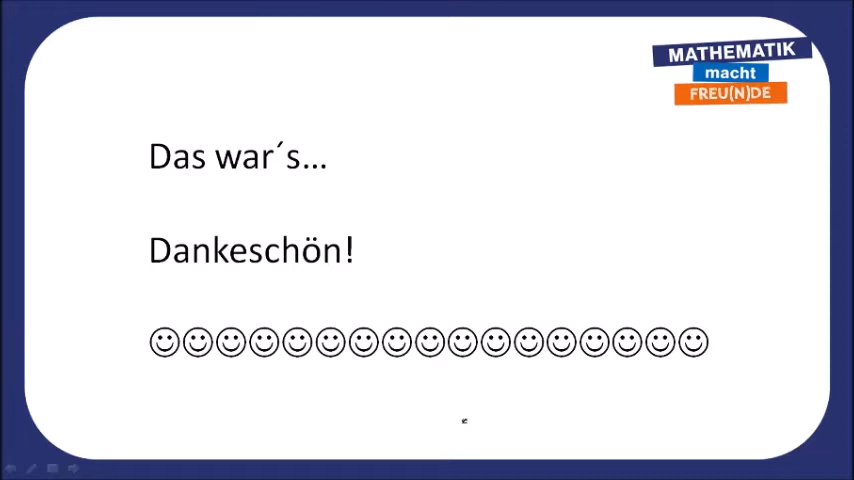 MATHEMATIK
macht
FREU(N)DE
Das war´s...
Dankeschön!
☺☺☺☺☺☺☺☺☺☺☺☺☺☺☺☺☺